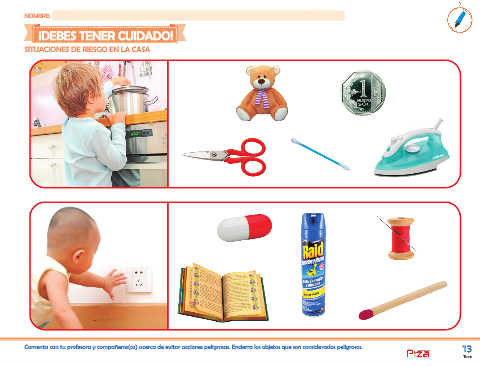 NOMBRE:
¡DEBES TENER CUIDADO!
SITUACIONES DE RIESGO EN LA CASA
1
Raid
Comenta con tu profesora y compañeros(as) acerca de evitar acciones peligrosas. Encierra los objetos que son considerados peligrosos.
13